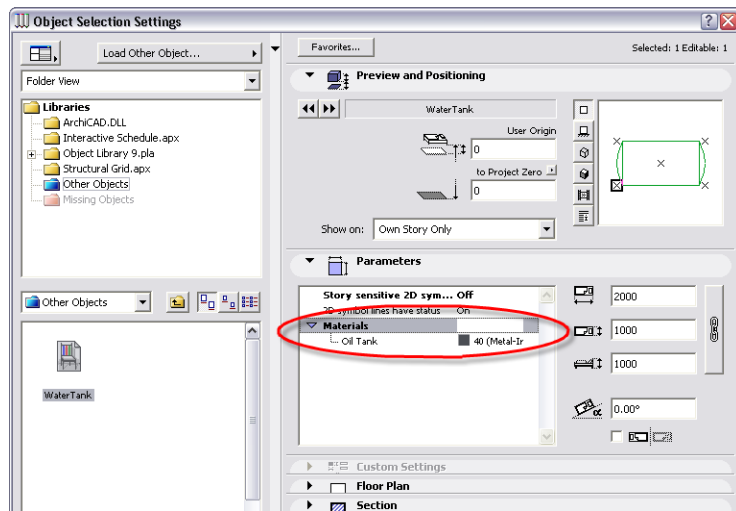 Object Selection Settings
Load Other Object...
Folder View
Libraries
ArchiCAD.DLL
Interactive Schedule.apx
Object Library 9.pla
Structural Grid.apx
Other Objects
Missing Objects
Other Objects
WaterTank
Favorites...
Selected: 1 Editable: 1
Preview and Positioning
WaterTank
User Origin
0
to Project Zero
0
Show on: Own Story Only
Parameters
Story sensitive 2D sym... Off
2D symbol lines have status On
Materials
Oil Tank 40 (Metal-Ir
2000
1000
1000
α 0.00°
Custom Settings
Floor Plan
Section